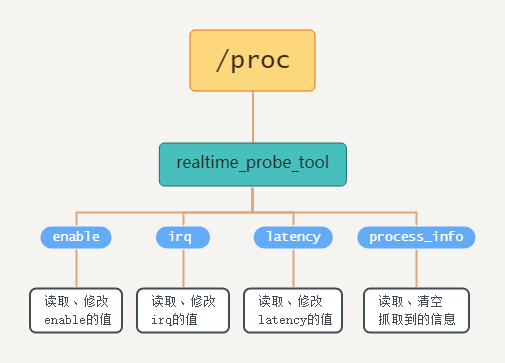 /proc
realtime_probe_tool
enable
irq
latency
process_info
读取、修改
enable的值
读取、修改
irq的值
读取、修改
latency的值
读取、清空
抓取到的信息